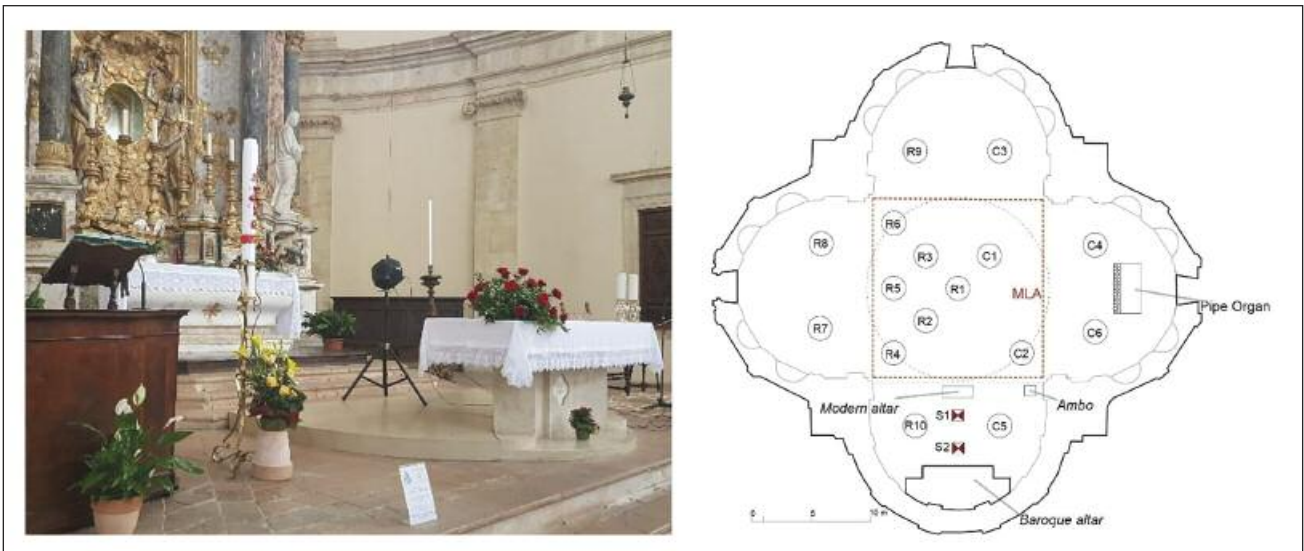 R9
C3
R6
R8
R3
C1
C4
R5
R1
MLA
Pipe Organ
R2
R7
C6
R4
C2
Modern altar
Ambo
S1
R10
C5
S2
Baroque altar
0
5
10 m